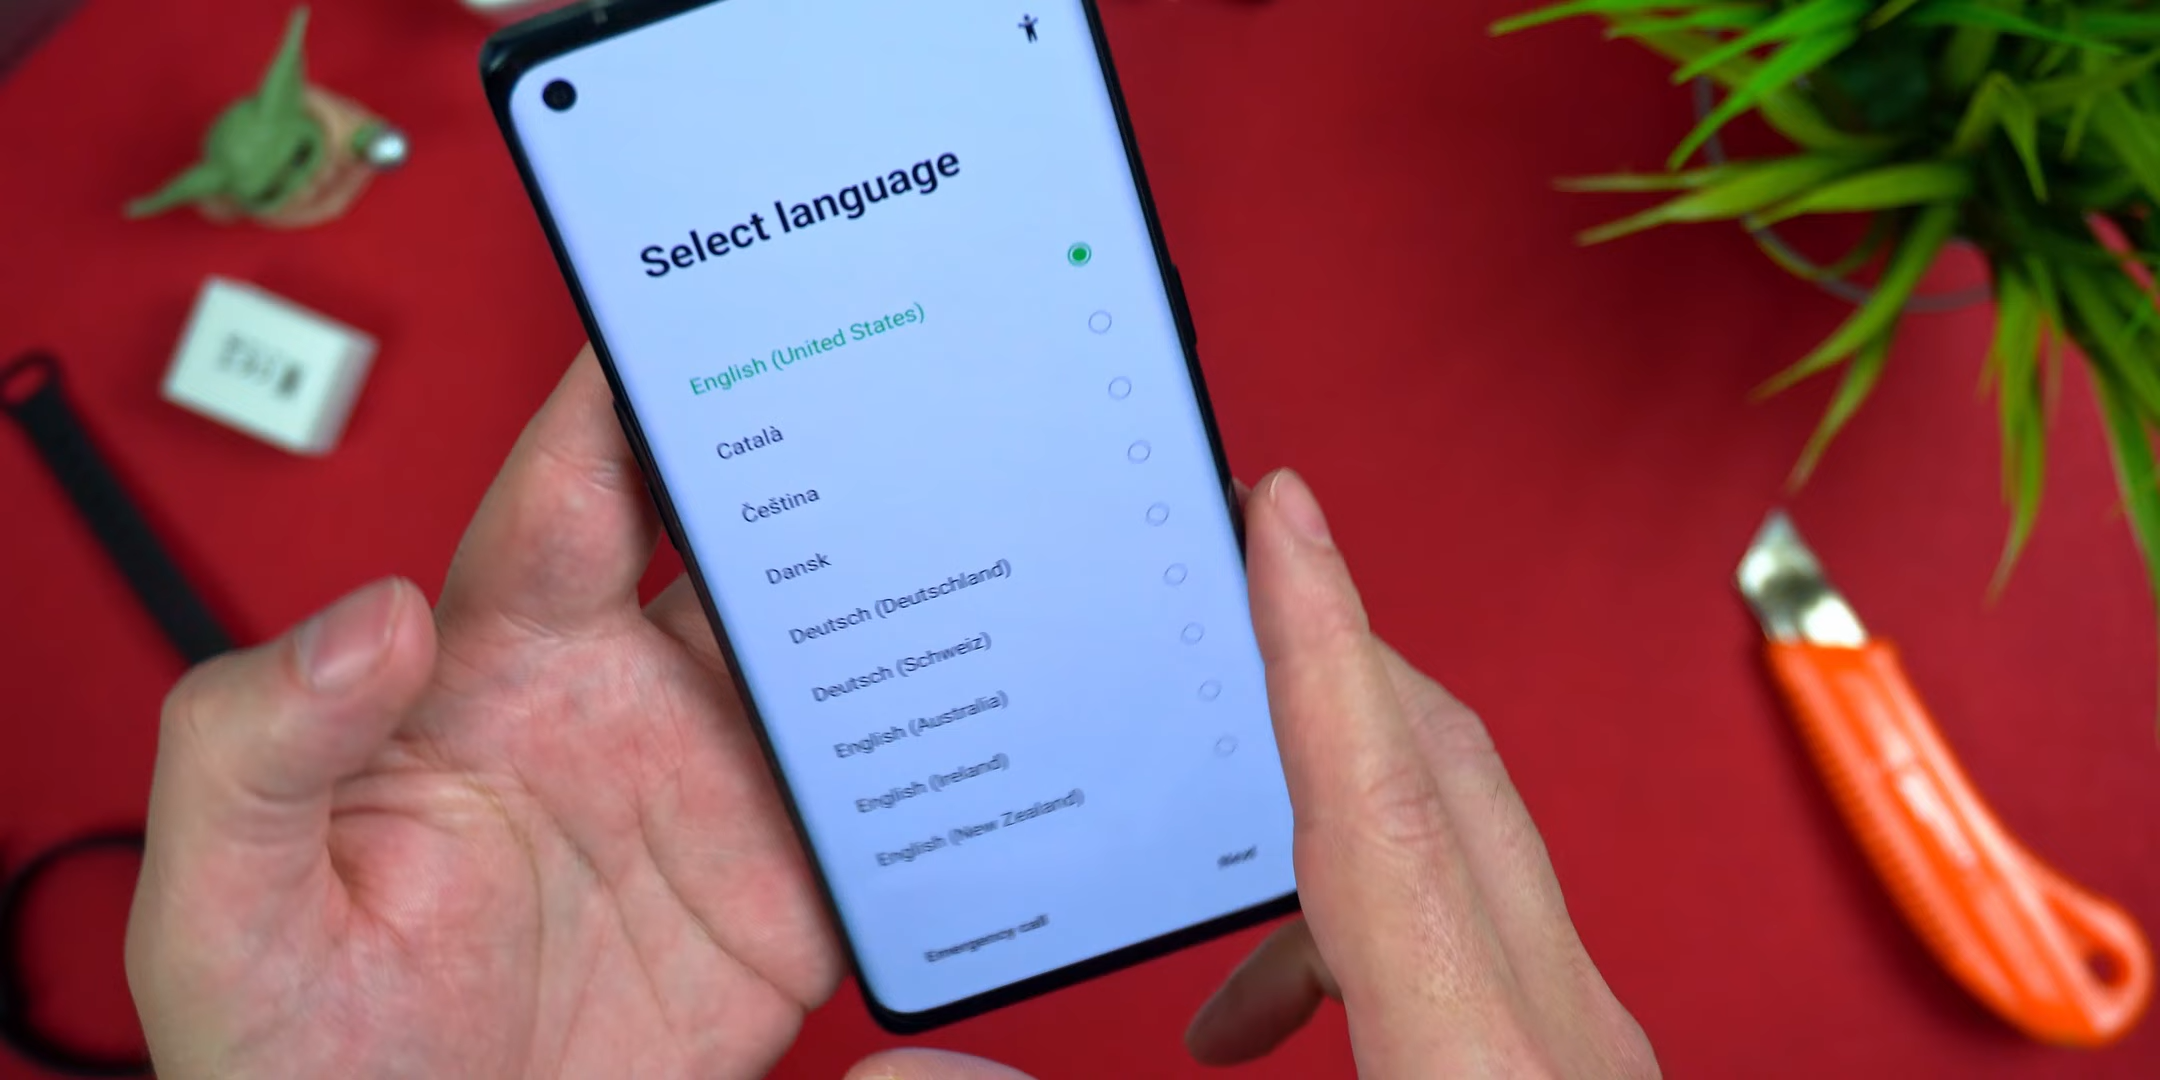 Select language
English (United States)
Català
Čeština
Dansk
Deutsch (Deutschland)
Deutsch (Schweiz)
English (Australia)
English (Ireland)
English (New Zealand)
Next
Emergency call